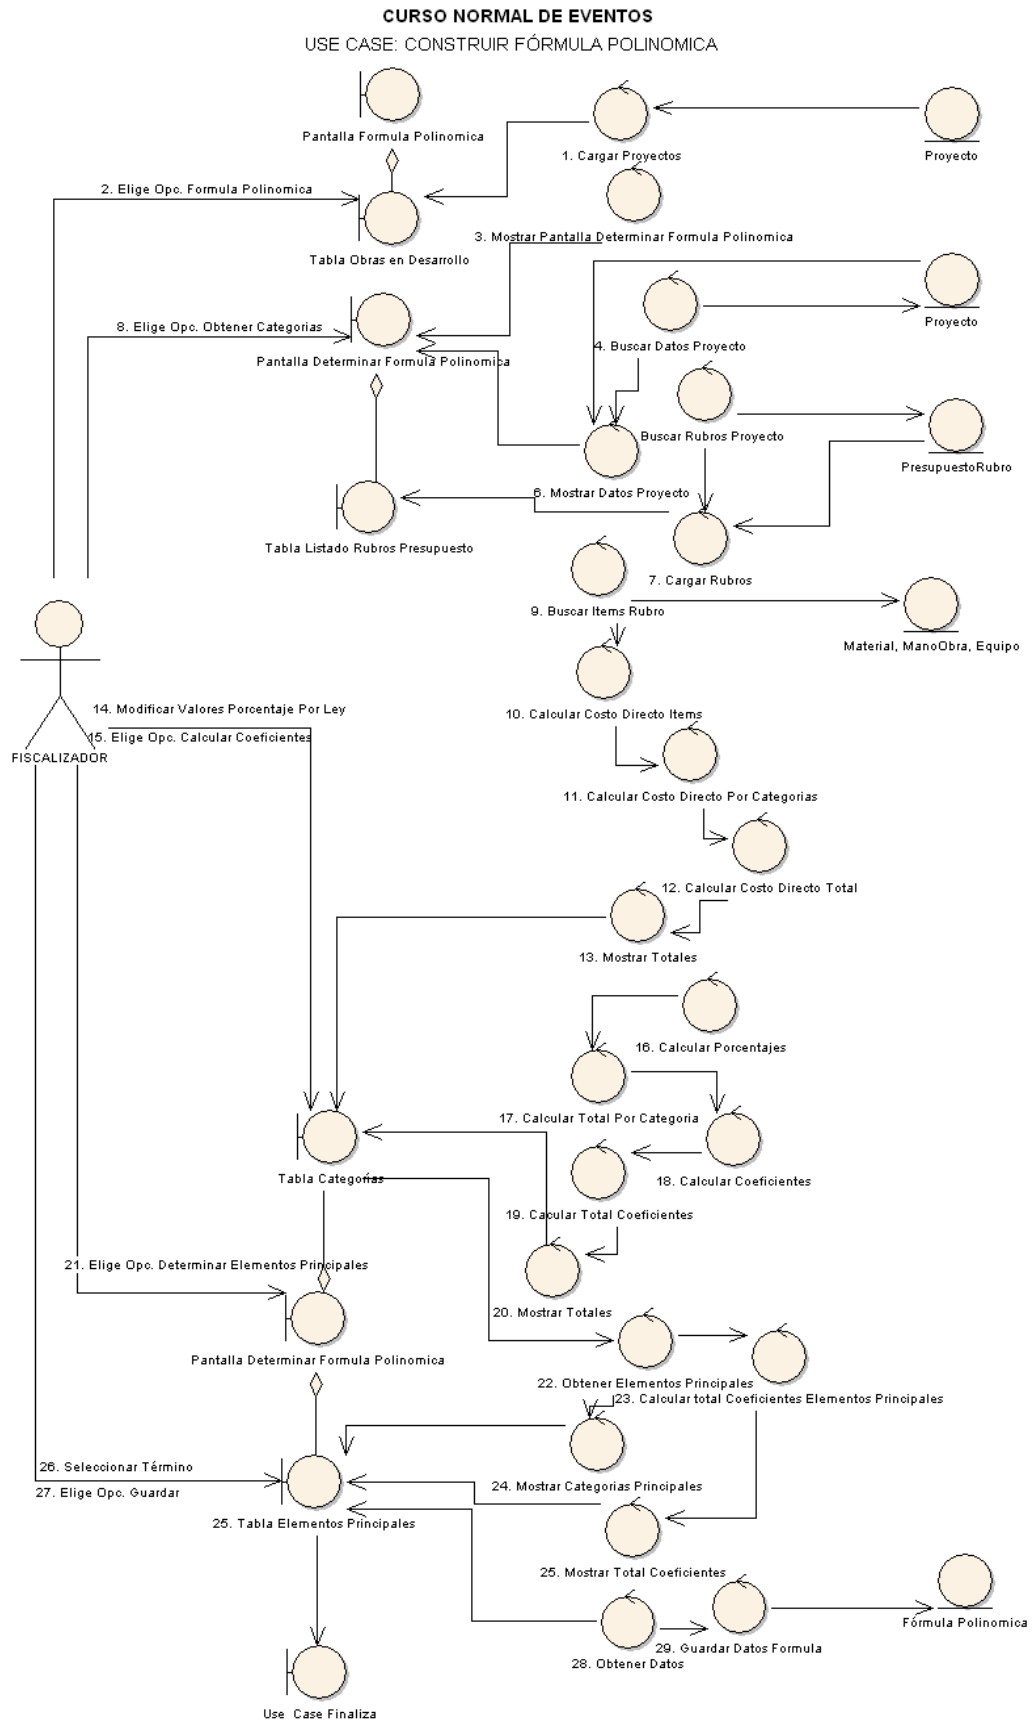 CURSO NORMAL DE EVENTOS
USE CASE: CONSTRUIR FÓRMULA POLINOMICA
Pantalla Formula Polinomica
1. Cargar Proyectos
Proyecto
2. Elige Opc. Formula Polinomica
3. Mostrar Pantalla Determinar Formula Polinomica
Tabla Obras en Desarrollo
Proyecto
8. Elige Opc. Obtener Categorias
4. Buscar Datos Proyecto
Pantalla Determinar Formula Polinomica
Buscar Rubros Proyecto
PresupuestoRubro
6. Mostrar Datos Proyecto
Tabla Listado Rubros Presupuesto
7. Cargar Rubros
9. Buscar Items Rubro
Material, ManoObra, Equipo
14. Modificar Valores Porcentaje Por Ley
10. Calcular Costo Directo Items
15. Elige Opc. Calcular Coeficientes
FISCALIZADOR
11. Calcular Costo Directo Por Categorias
12. Calcular Costo Directo Total
13. Mostrar Totales
16. Calcular Porcentajes
17. Calcular Total Por Categoria
Tabla Categorías
18. Calcular Coeficientes
19. Cacular Total Coeficientes
21. Elige Opc. Determinar Elementos Principales
20. Mostrar Totales
Pantalla Determinar Formula Polinomica
22. Obtener Elementos Principales
23. Calcular total Coeficientes Elementos Principales
26. Seleccionar Término
24. Mostrar Categorias Principales
27. Elige Opc. Guardar
25. Tabla Elementos Principales
25. Mostrar Total Coeficientes
Fórmula Polinomica
29. Guardar Datos Formula
28. Obtener Datos
Use Case Finaliza